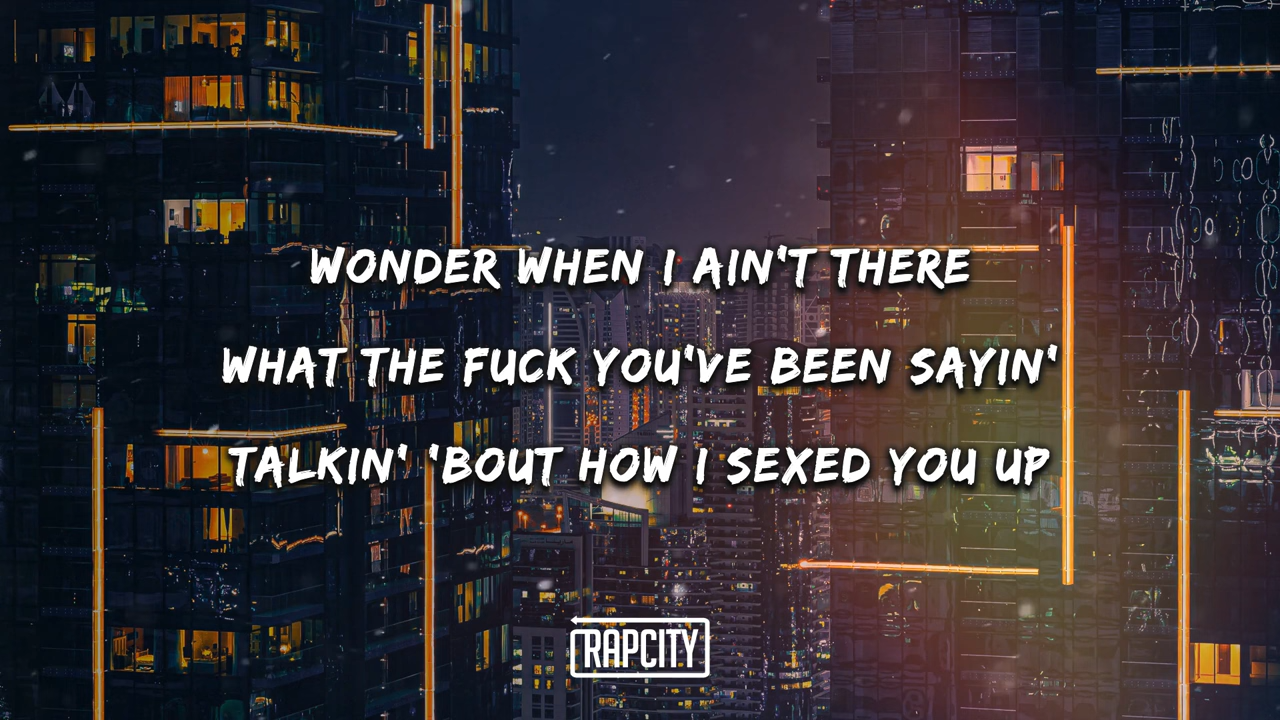 WONDER WHEN I AIN'T THERE
WHAT THE FUCK YOU'VE BEEN SAYIN'
TALKIN' 'BOUT HOW I SEXED YOU UP
RAPCITY